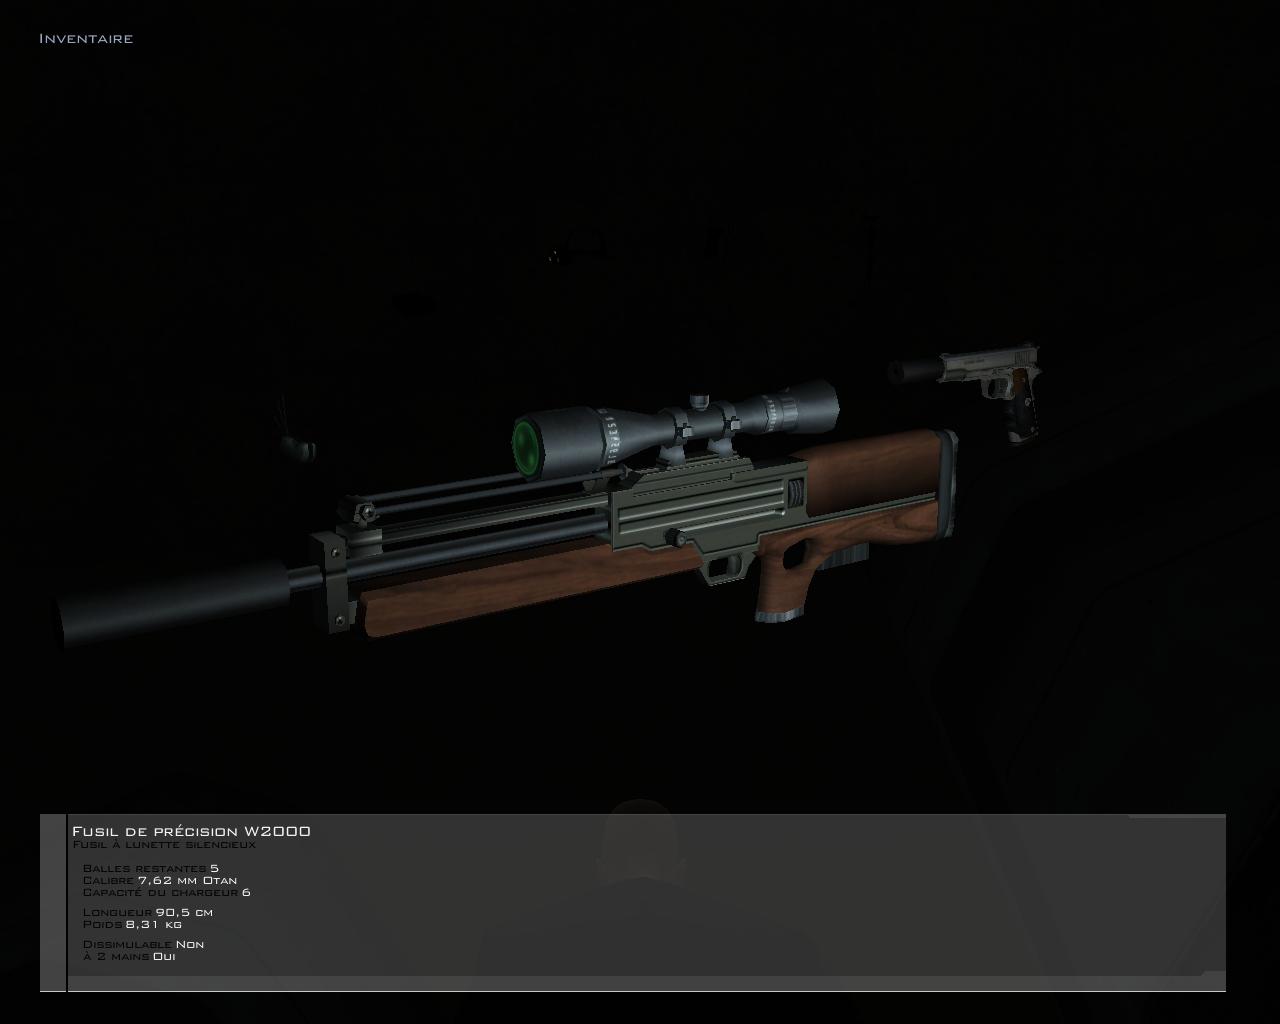 Inventaire
Fusil de précision W2000
Fusil à lunette silencieux
Balles restantes 5
Calibre 7,62 mm Otan
Capacité du chargeur 6
Longueur 90,5 cm
Poids 8,31 kg
Dissimulable Non
À 2 mains Oui